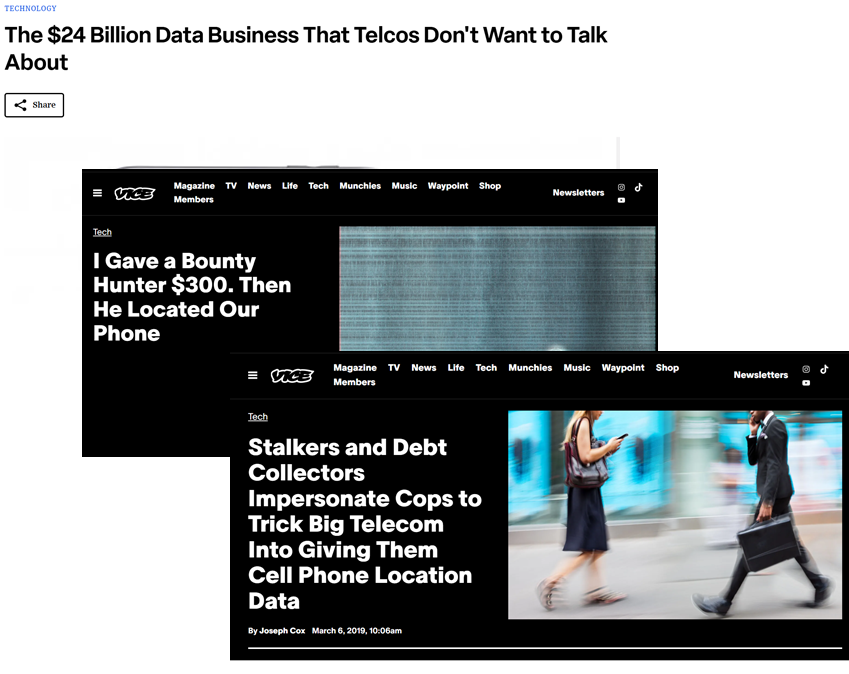 TECHNOLOGY
The $24 Billion Data Business That Telcos Don't Want to Talk
About
Share
VICE
Magazine TV News Life Tech Munchies Music Waypoint Shop
Members
Newsletters
Tech
I Gave a Bounty
Hunter $300. Then
He Located Our
Phone
VICE
Magazine TV News Life Tech Munchies Music Waypoint Shop
Members
Newsletters
Tech
Stalkers and Debt
Collectors
Impersonate Cops to
Trick Big Telecom
Into Giving Them
Cell Phone Location
Data
By Joseph Cox March 6, 2019, 10:06am